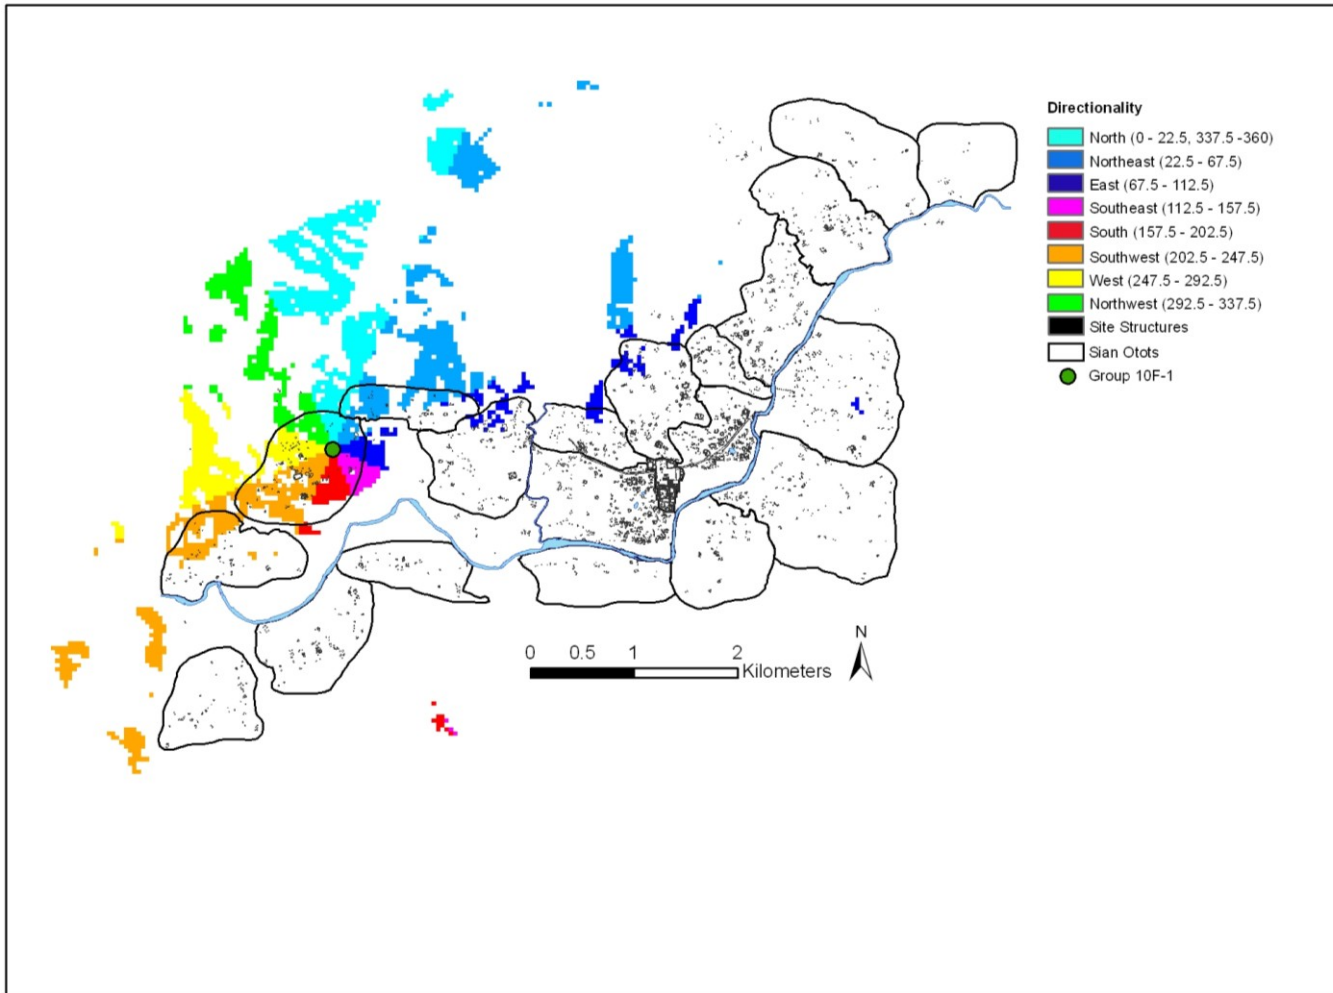 Directionality
North (0 - 22.5, 337.5 -360)
Northeast (22.5 - 67.5)
East (67.5 - 112.5)
Southeast (112.5 - 157.5)
South (157.5 - 202.5)
Southwest (202.5 - 247.5)
West (247.5 - 292.5)
Northwest (292.5 - 337.5)
Site Structures
Sian Otots
Group 10F-1
N
0 0.5 1 2
Kilometers